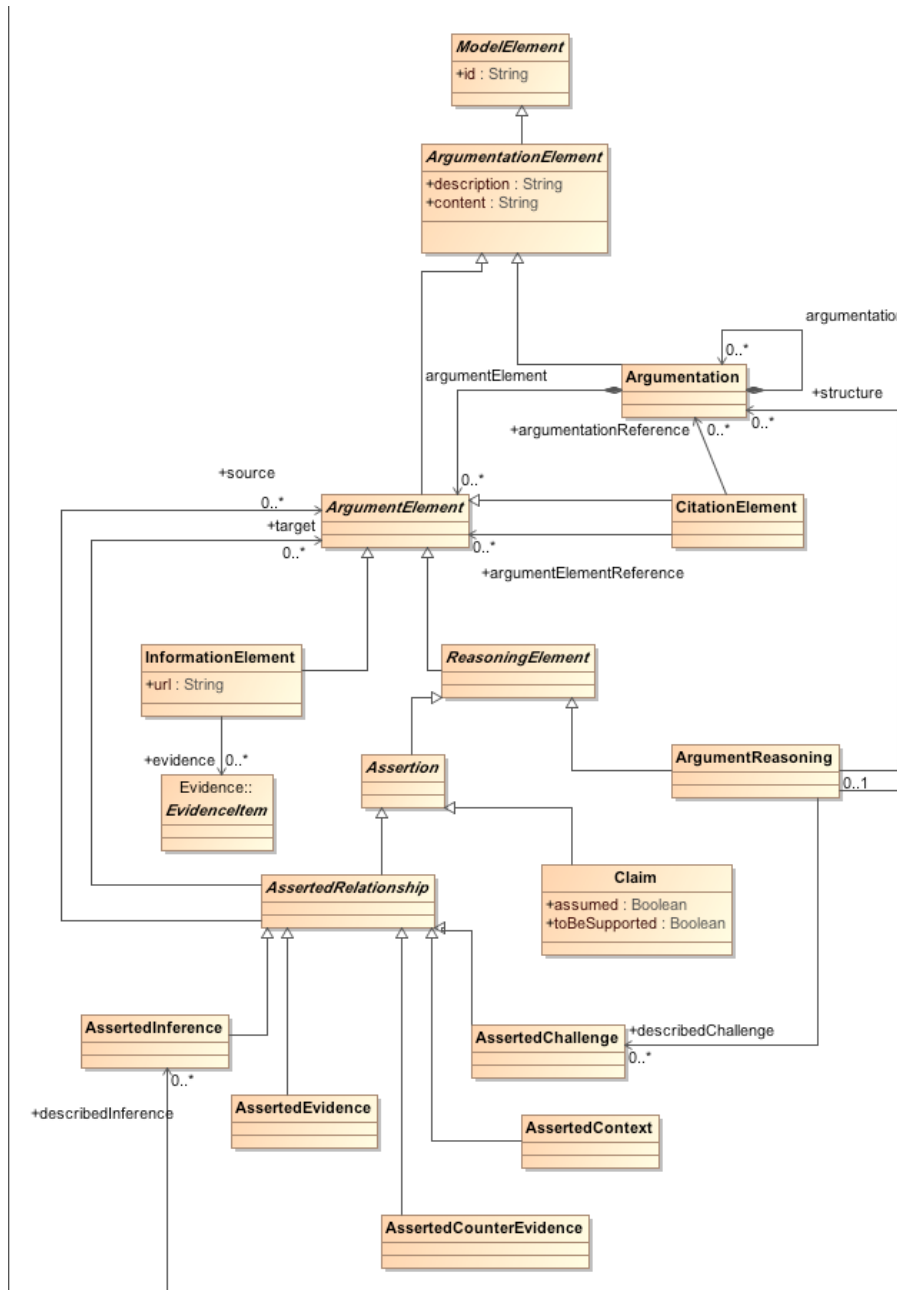 ModelElement
+id : String
ArgumentationElement
+description : String
+content : String
argumentation
0..*
argumentElement
Argumentation
+structure
+argumentationReference
0..*
0..*
+source
0..*
0..*
ArgumentElement
CitationElement
+target
0..*
0..*
+argumentElementReference
InformationElement
+url : String
ReasoningElement
+evidence
0..*
Evidence::
EvidenceItem
Assertion
ArgumentReasoning
0..1
AssertedRelationship
Claim
+assumed : Boolean
+toBeSupported : Boolean
AssertedInference
AssertedChallenge
+describedChallenge
0..*
0..*
+describedInference
AssertedEvidence
AssertedContext
AssertedCounterEvidence